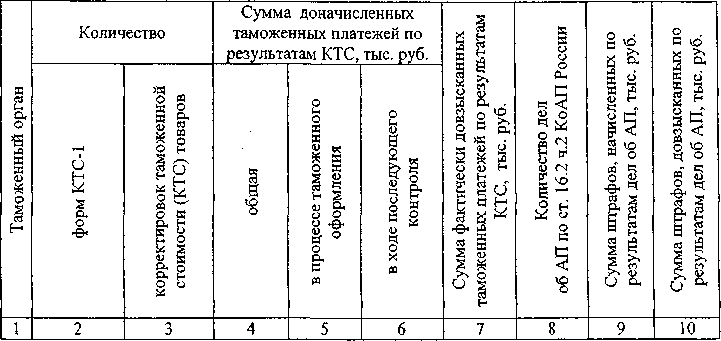 Таможенный орган
Количество
форм КТС-1
корректировок таможенной
стоимости (КТС) товаров
Сумма доначисленных
таможенных платежей по
результатам КТС, тыс. руб.
общая
в процессе таможенного
оформления
в ходе последующего
контроля
Сумма фактически довзысканных
таможенных платежей по результатам
КТС, тыс. руб.
Количество дел
об АП по ст. 16.2 ч.2 КоАП России
Сумма штрафов, начисленных по
результатам дел об АП, тыс. руб.
Сумма штрафов, довзысканных по
результатам дел об АП, тыс. руб.
1 2 3 4 5 6 7 8 9 10